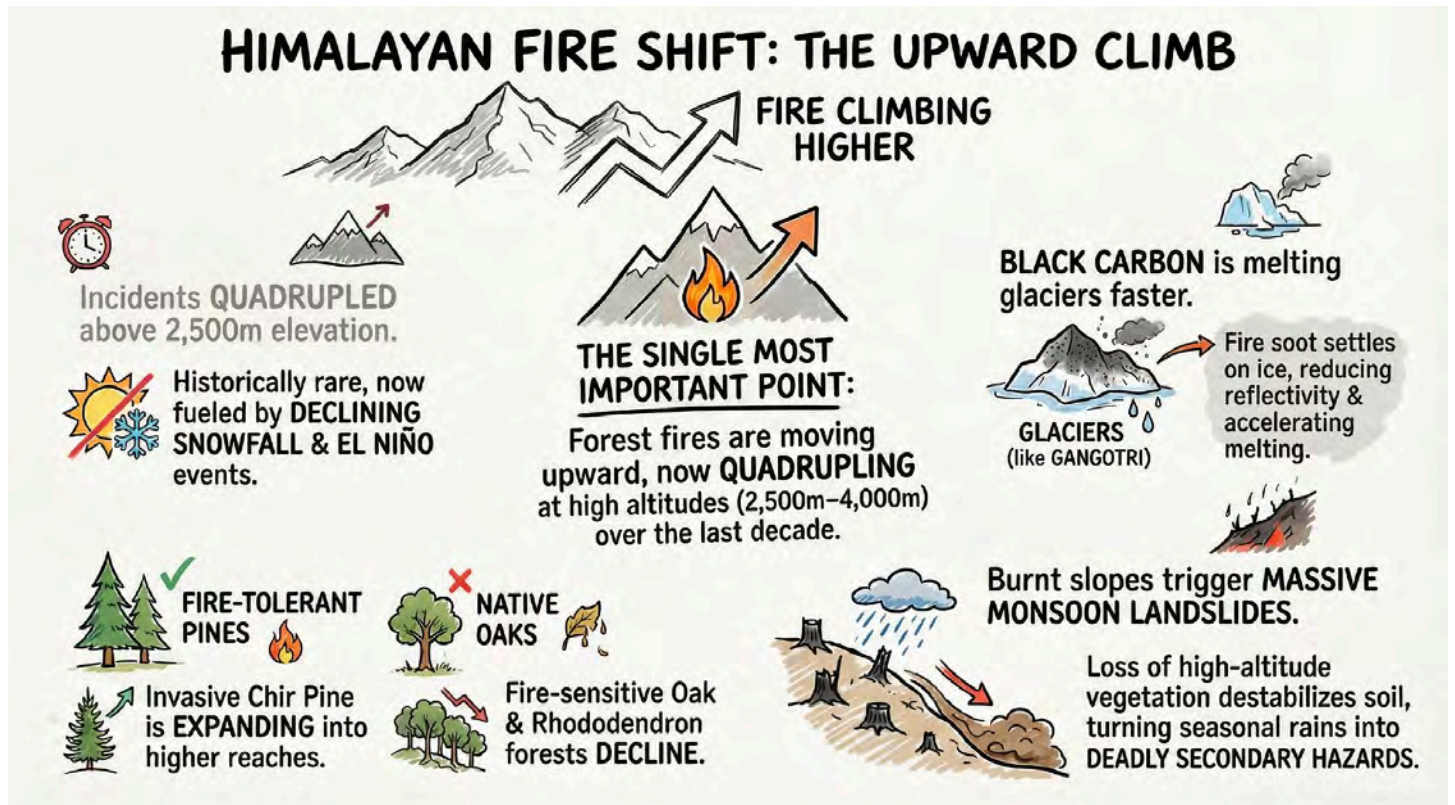 HIMALAYAN FIRE SHIFT: THE UPWARD CLIMB
FIRE CLIMBING
HIGHER
Incidents QUADRUPLED
above 2,500m elevation.
Historically rare, now
fueled by DECLINING
SNOWFALL & EL NIÑO
events.
THE SINGLE MOST
IMPORTANT POINT:
Forest fires are moving
upward, now QUADRUPLING
at high altitudes (2,500m–4,000m)
over the last decade.
BLACK CARBON is melting
glaciers faster.
GLACIERS
(like GANGOTRI)
Fire soot settles
on ice, reducing
reflectivity &
accelerating
melting.
FIRE-TOLERANT
PINES
Invasive Chir Pine
is EXPANDING into
higher reaches.
NATIVE
OAKS
Fire-sensitive Oak
& Rhododendron
forests DECLINE.
Burnt slopes trigger MASSIVE
MONSOON LANDSLIDES.
Loss of high-altitude
vegetation destabilizes soil,
turning seasonal rains into
DEADLY SECONDARY HAZARDS.